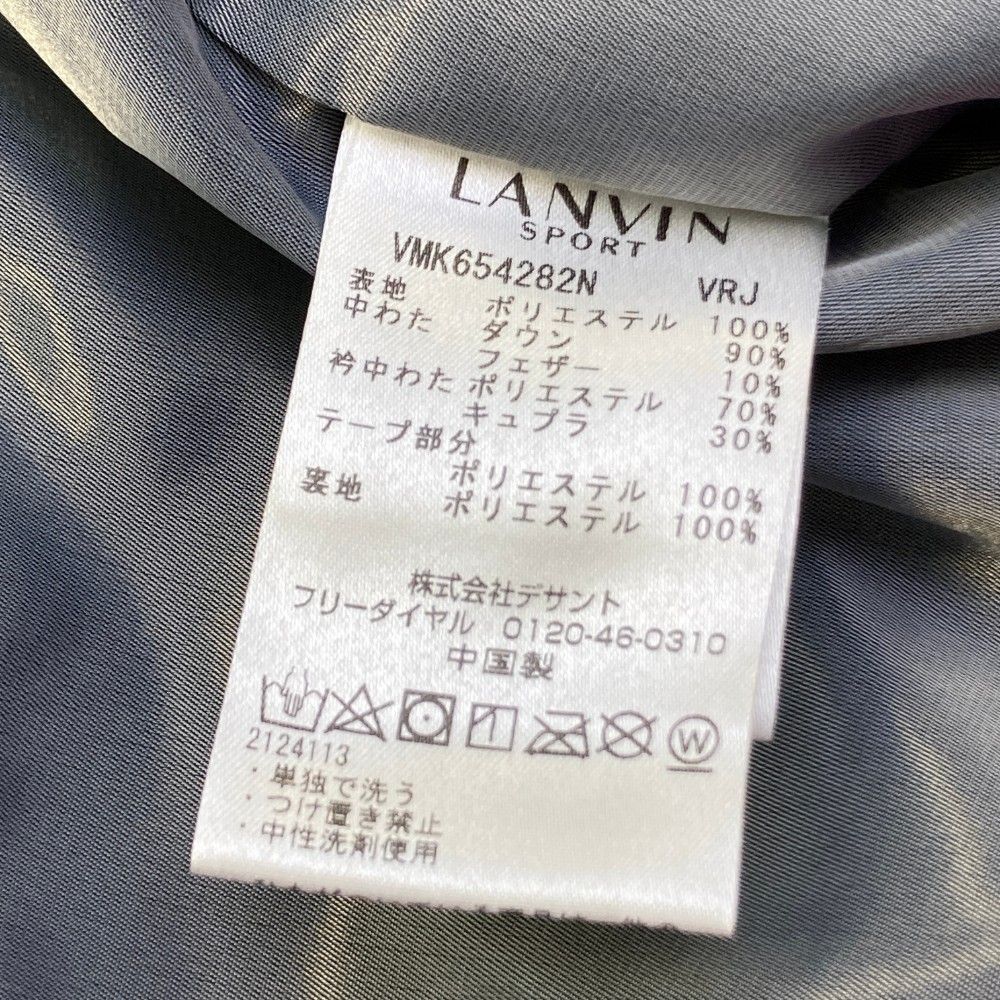 LANVIN
SPORT
VMK654282N VRJ
表地 ポリエステル 100%
中わた ダウン 90%
フェザー 10%
衿中わた ポリエステル 70%
キュプラ 30%
テープ部分
ポリエステル 100%
裏地 ポリエステル 100%
株式会社デサント
フリーダイヤル 0120-46-0310
中国製
W
2124113
・単独で洗う
・つけ置き禁止
・中性洗剤使用